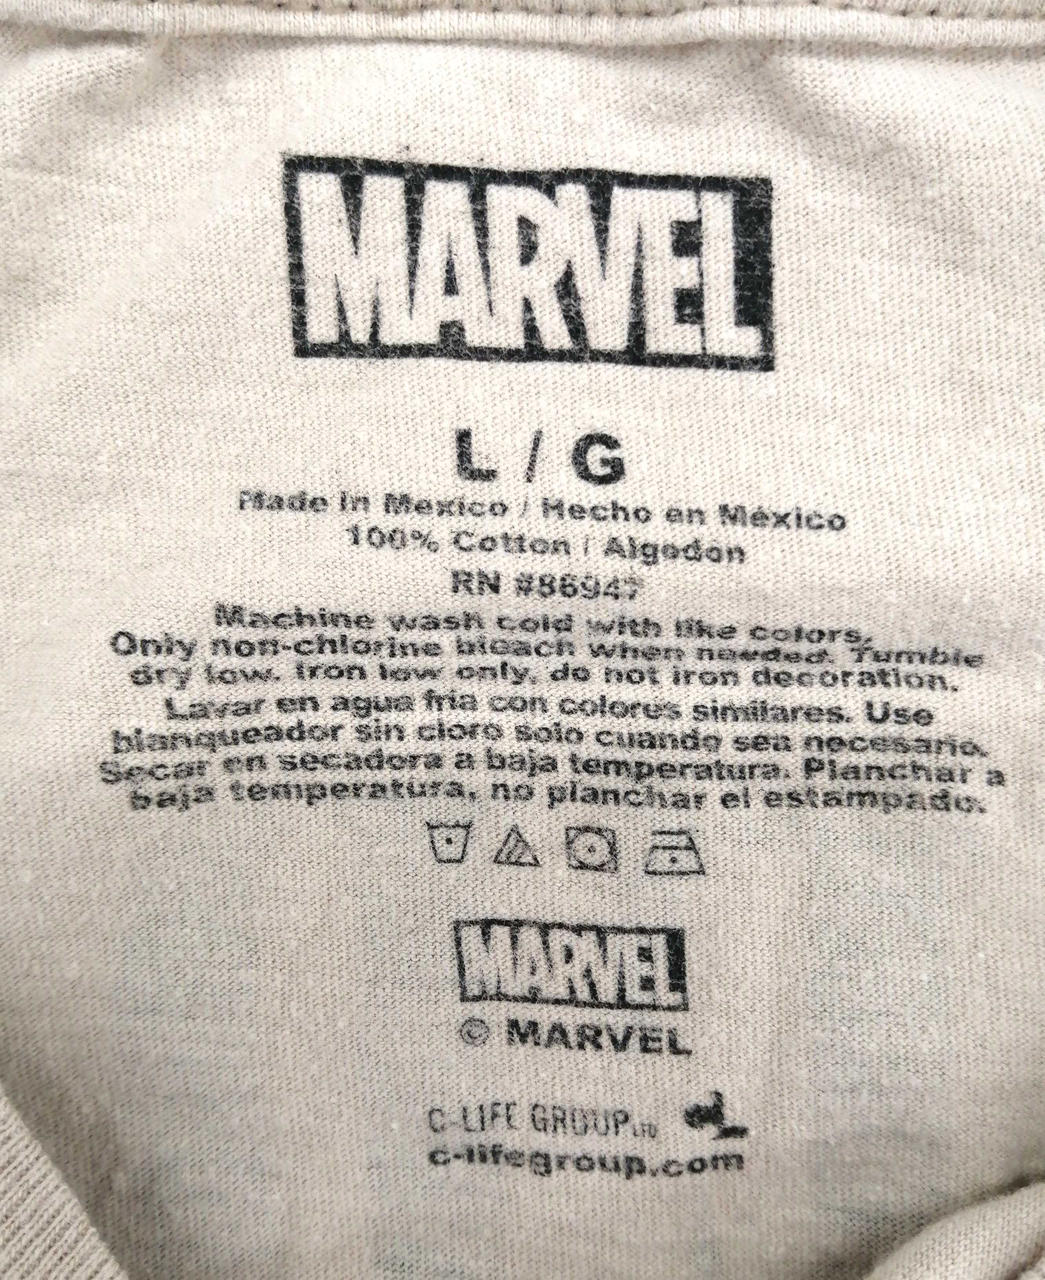 MARVEL
L / G
Made in Mexico / Hecho en México
100% Cotton / Algodon
RN #86947
Machine wash cold with like colors.
Only non-chlorine bleach when needed. Tumble
dry low. Iron low only, do not iron decoration.
Lavar en agua fria con colores similares. Use
blanqueador sin cloro solo cuando sea necesario.
Secar en secadora a baja temperatura. Planchar a
baja temperatura, no planchar el estampado.
MARVEL
© MARVEL
C-LIFE GROUP LTD
c-lifegroup.com